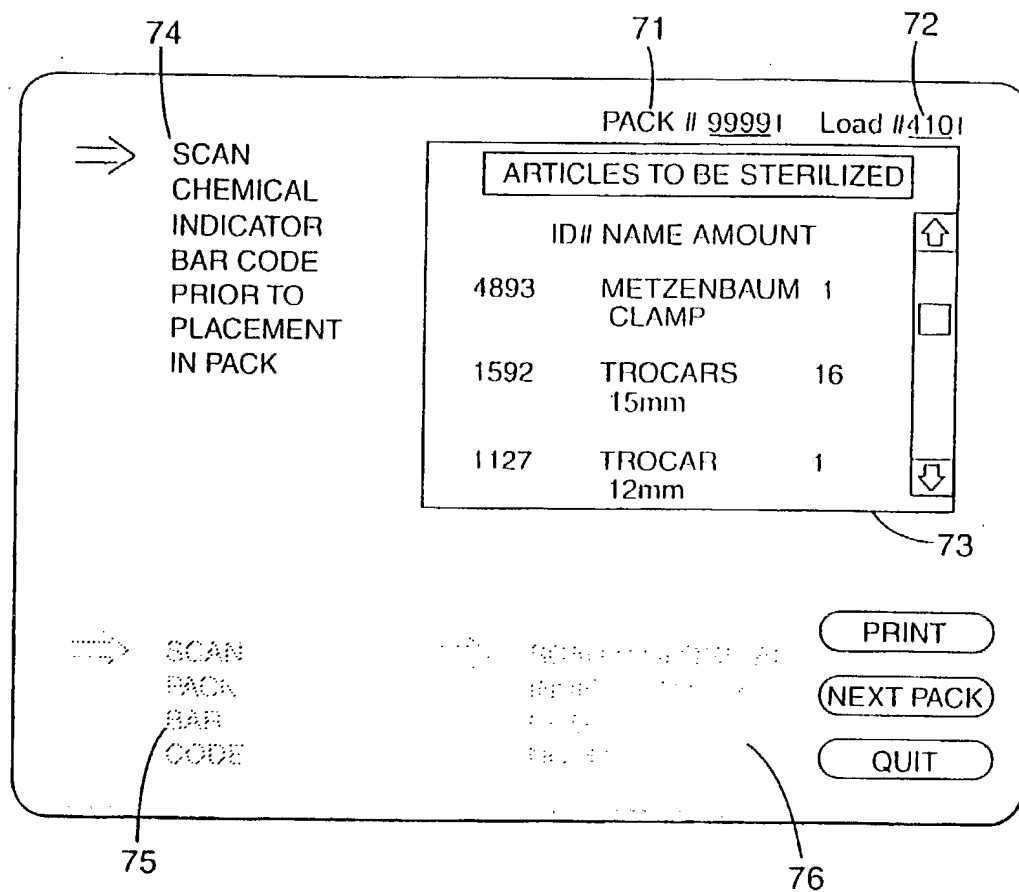 74
71
72
PACK # 99991 Load #4101
SCAN
CHEMICAL
INDICATOR
BAR CODE
PRIOR TO
PLACEMENT
IN PACK
ARTICLES TO BE STERILIZED
ID# NAME AMOUNT
4893 METZENBAUM 1
CLAMP
1592 TROCARS 16
15mm
1127 TROCAR 1
12mm
73
SCAN
PACK
BAR
CODE
PRINT
NEXT PACK
QUIT
75
76